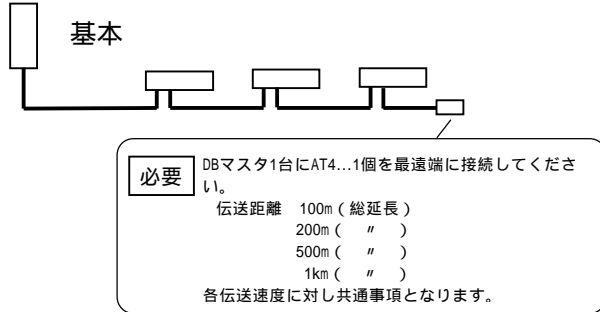 基本
必要
DBマスタ1台にAT4...1個を最遠端に接続してくださ
い。
伝送距離 100m(総延長)
200m( 〃 )
500m( 〃 )
1km( 〃 )
各伝送速度に対し共通事項となります。